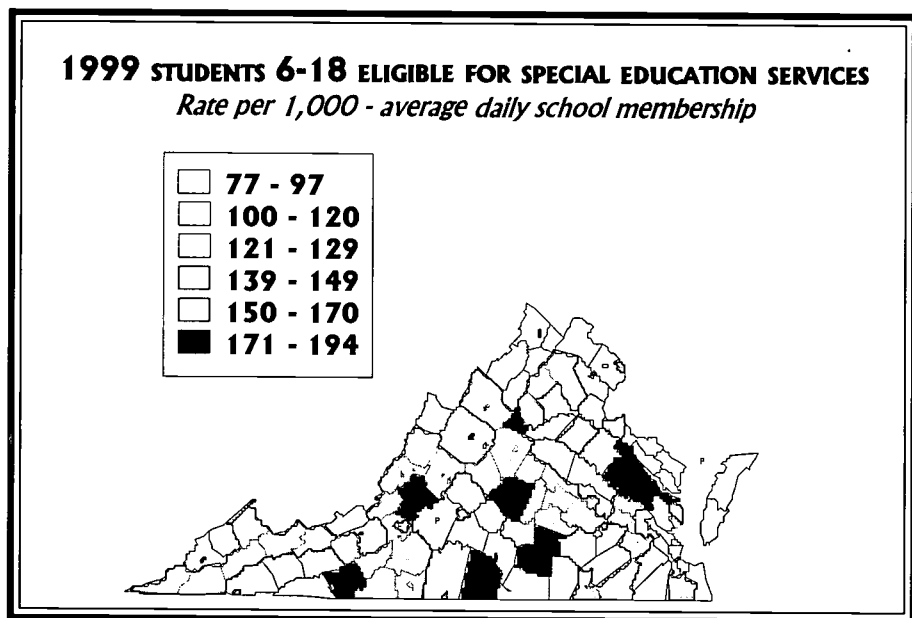 1999 STUDENTS 6-18 ELIGIBLE FOR SPECIAL EDUCATION SERVICES
Rate per 1,000 - average daily school membership
77 - 97
100 - 120
121 - 129
139 - 149
150 - 170
171 - 194